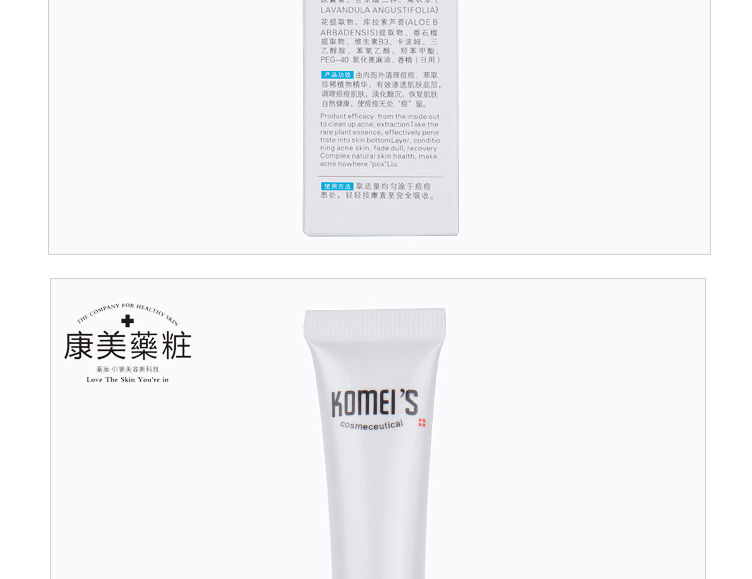 LAVANDULA ANGUSTIFOLIA)
花提取物、库拉索芦荟(ALOE B
ARBADENSIS)提取物、番石榴
提取物、维生素B3、卡波姆、三
乙醇胺、苯氧乙醇、羟苯甲酯、
PEG-40 氢化蓖麻油、香精（日用）
产品功效 由内而外清理痘痘：萃取
珍稀植物精华、有效渗透肌肤底层，
调理痘痘肌肤，淡化黯沉，恢复肌肤
自然健康，使痘痘无处“痘”留。
Product efficacy: from the inside out
to clean up acne: extractionTake the
rare plant essence, effectively pene
trate into skin bottomLayer, conditio
ning acne skin, fade dull, recovery
Complex natural skin health, make
acne nowhere "pox"Liu
使用方法 取适量均匀涂于痘痘
患处，轻轻按摩直至完全吸收。
THE COMPANY FOR HEALTHY SKIN
康美藥粧
藥妆·引领美容新科技
Love The Skin You're in
KOMEI'S
cosmeceutical